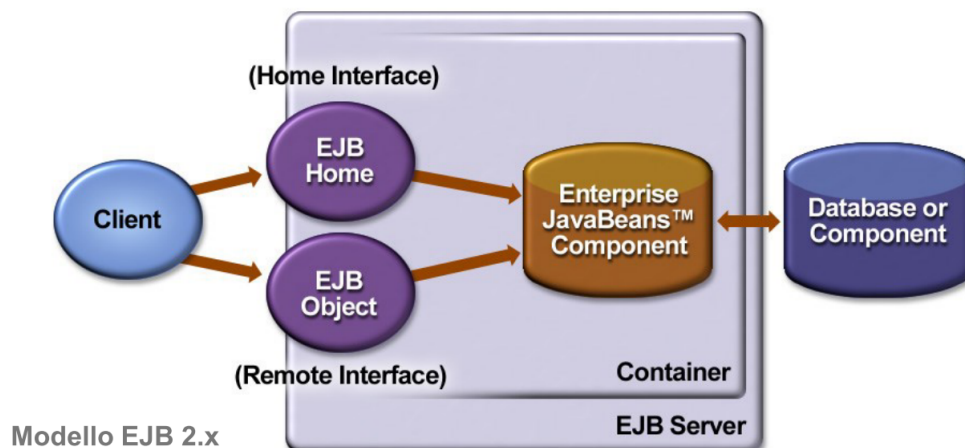 (Home Interface)
EJB
Home
Client
EJB
Object
(Remote Interface)
Enterprise
JavaBeans™
Component
Database or
Component
Container
EJB Server
Modello EJB 2.x